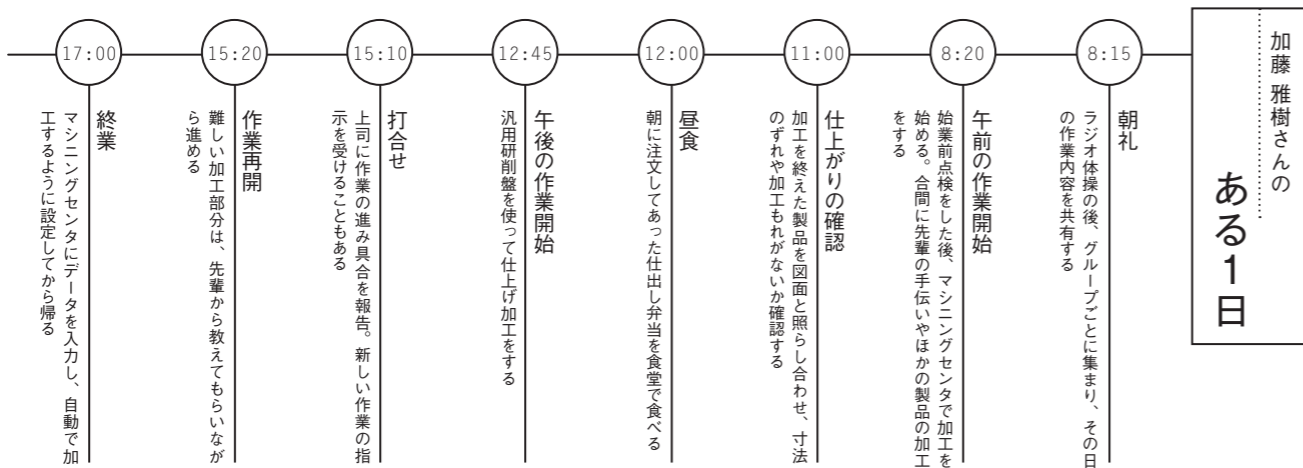 加藤 雅樹さんの
ある1日
8:15
朝礼
ラジオ体操の後、グループごとに集まり、その日
の作業内容を共有する
8:20
午前の作業開始
始業前点検をした後、マシニングセンタで加工を
始める。合間に先輩の手伝いやほかの製品の加工
をする
11:00
仕上がりの確認
加工を終えた製品を図面と照らし合わせ、寸法
のずれや加工もれがないか確認する
12:00
昼食
朝に注文してあった仕出し弁当を食堂で食べる
12:45
午後の作業開始
汎用研削盤を使って仕上げ加工をする
15:10
打合せ
上司に作業の進み具合を報告。新しい作業の指
示を受けることもある
15:20
作業再開
難しい加工部分は、先輩から教えてもらいなが
ら進める
17:00
終業
マシニングセンタにデータを入力し、自動で加
工するように設定してから帰る